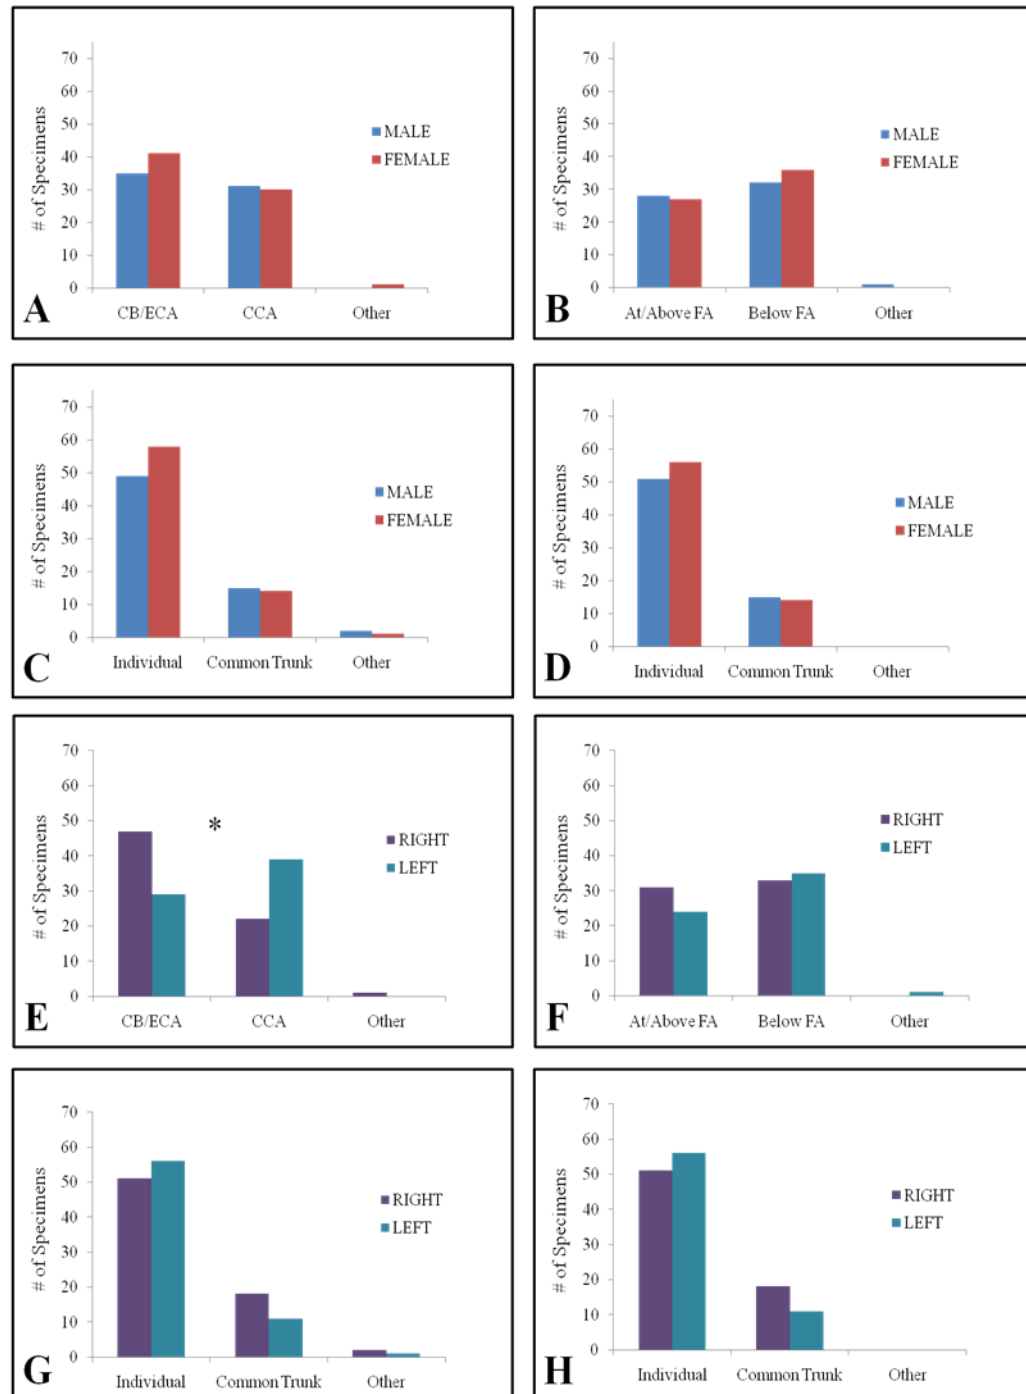 70
60
50
40
30
20
10
0
# of Specimens
MALE
FEMALE
CB/ECA CCA Other
A
70
60
50
40
30
20
10
0
# of Specimens
MALE
FEMALE
At/Above FA Below FA Other
B
70
60
50
40
30
20
10
0
# of Specimens
MALE
FEMALE
Individual Common Trunk Other
C
70
60
50
40
30
20
10
0
# of Specimens
MALE
FEMALE
Individual Common Trunk Other
D
70
60
50
40
30
20
10
0
# of Specimens
*
RIGHT
LEFT
CB/ECA CCA Other
E
70
60
50
40
30
20
10
0
# of Specimens
RIGHT
LEFT
At/Above FA Below FA Other
F
70
60
50
40
30
20
10
0
# of Specimens
RIGHT
LEFT
Individual Common Trunk Other
G
70
60
50
40
30
20
10
0
# of Specimens
RIGHT
LEFT
Individual Common Trunk Other
H